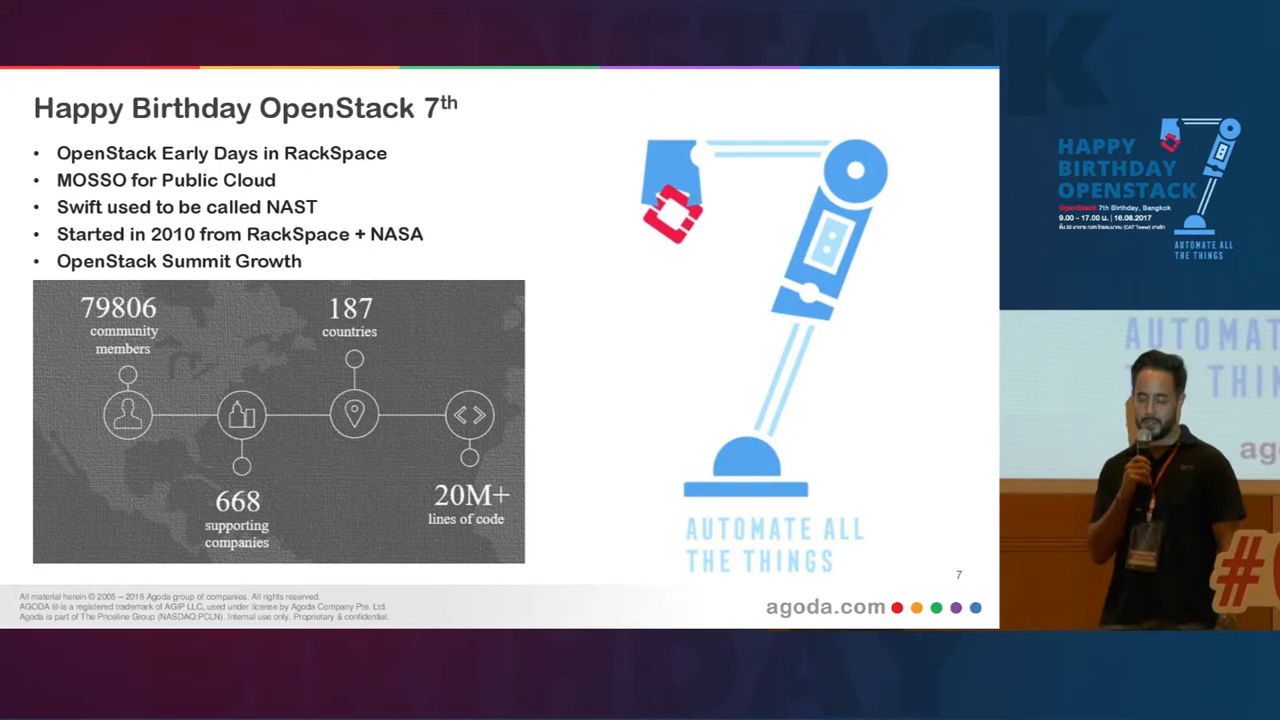 Happy Birthday OpenStack 7th
• OpenStack Early Days in RackSpace
• MOSSO for Public Cloud
• Swift used to be called NAST
• Started in 2010 from RackSpace + NASA
• OpenStack Summit Growth
79806
community
members
187
countries
668
supporting
companies
20M+
lines of code
AUTOMATE ALL
THE THINGS
7
All material herein © 2005 – 2016 Agoda group of companies. All rights reserved.
AGODA ® is a registered trademark of AGIP LLC, used under license by Agoda Company Pte. Ltd.
Agoda is part of The Priceline Group (NASDAQ:PCLN). Internal use only. Proprietary & confidential.
agoda.com
HAPPY
BIRTHDAY
OPENSTACK
OpenStack 7th Birthday, Bangkok
9.00 - 17.00 น. | 16.08.2017
AUTOMATE ALL
THE THINGS
AUTOMAT
THIN
ago
#